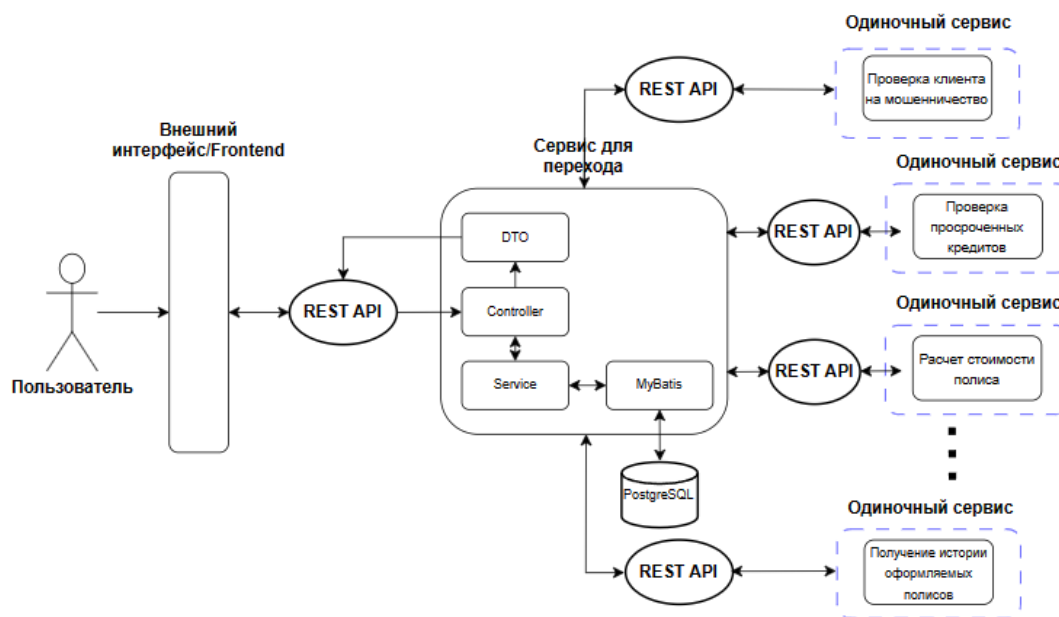 Пользователь
Внешний
интерфейс/Frontend
REST API
Сервис для
перехода
DTO
Controller
Service
MyBatis
PostgreSQL
REST API
Одиночный сервис
Проверка клиента
на мошенничество
REST API
Одиночный сервис
Проверка
просроченных
кредитов
REST API
Одиночный сервис
Расчет стоимости
полиса
REST API
Одиночный сервис
Получение истории
оформляемых
полисов